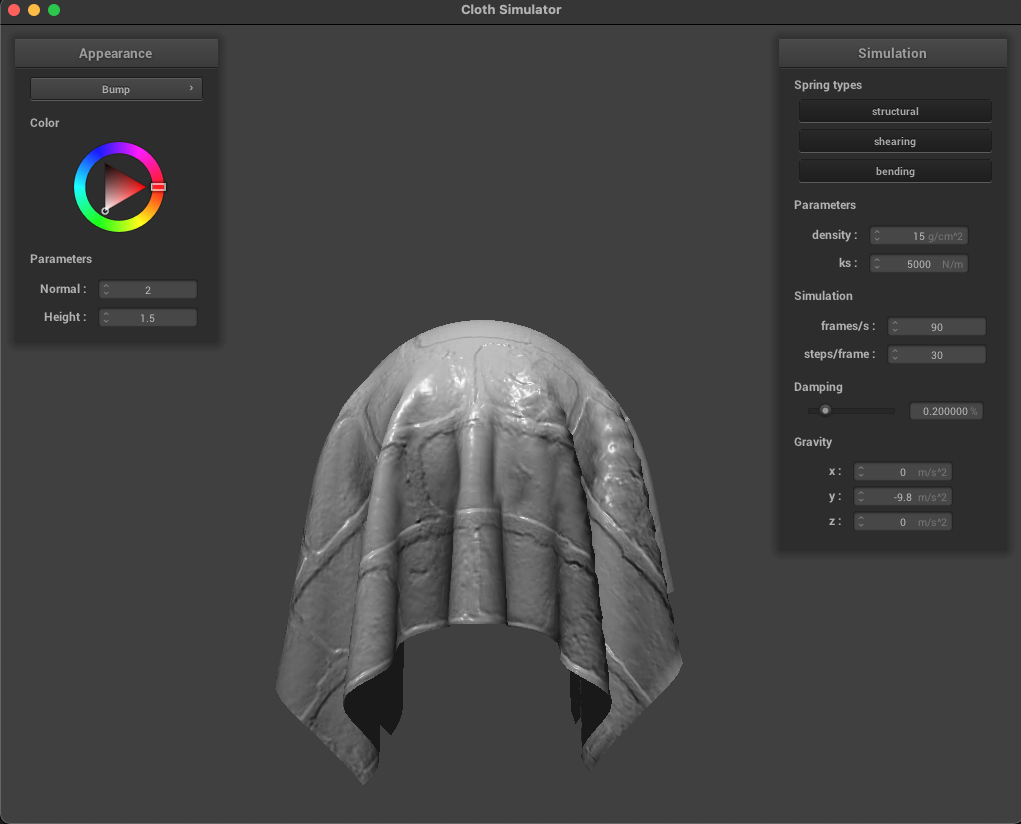 Cloth Simulator
Appearance
Bump
Color
Parameters
Normal : 2
Height : 1.5
Simulation
Spring types
structural
shearing
bending
Parameters
density : 15 g/cm^2
ks : 5000 N/m
Simulation
frames/s : 90
steps/frame : 30
Damping
0.200000 %
Gravity
x : 0 m/s^2
y : -9.8 m/s^2
z : 0 m/s^2